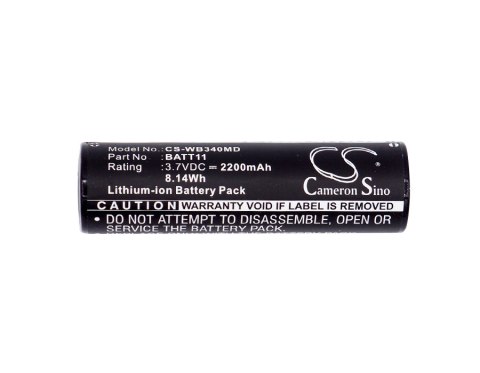 Model No.: CS-WB340MD
Part No.: BATT11
Rating: 3.7VDC ⎓ 2200mAh
8.14Wh
Lithium-ion Battery Pack
CS
Cameron Sino
CAUTION WARRANTY VOID IF LABEL IS REMOVED
DO NOT ATTEMPT TO DISASSEMBLE, OPEN OR
SERVICE BATTERY PACK.